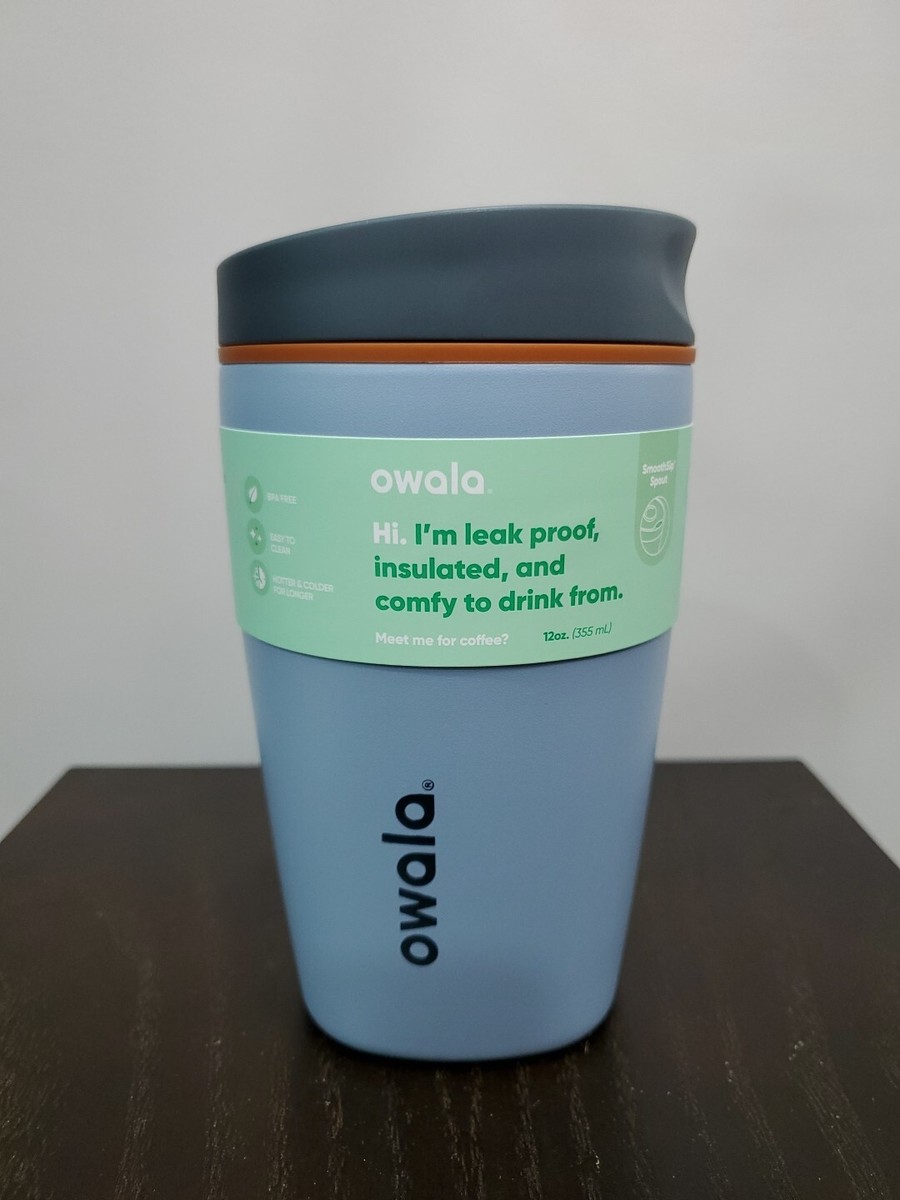 owala.
Hi. I'm leak proof,
insulated, and
comfy to drink from.
Meet me for coffee?
12oz. (355 mL)
BPA FREE
EASY TO
CLEAN
HOTTER & COLDER
FOR LONGER
SmoothSip
Spout
owala®